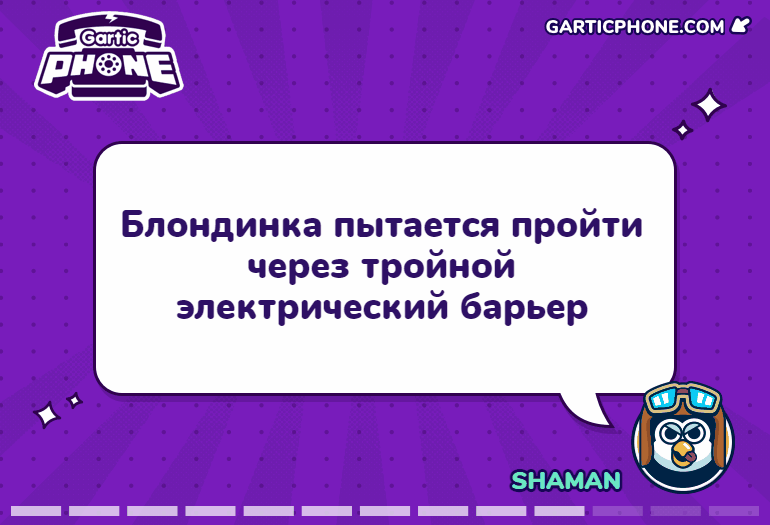 Gartic
PHONE
GARTICPHONE.COM
Блондинка пытается пройти
через тройной
электрический барьер
SHAMAN